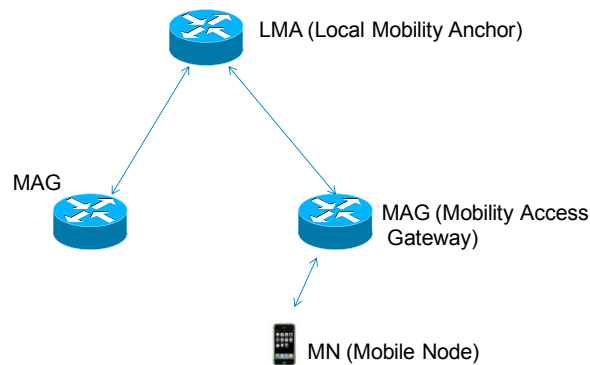 LMA (Local Mobility Anchor)
MAG
MAG (Mobility Access
Gateway)
MN (Mobile Node)